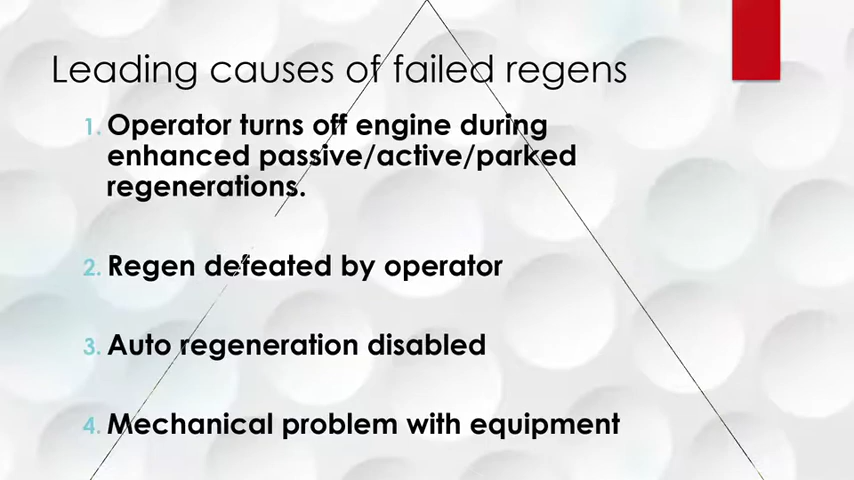 Leading causes of failed regens
1. Operator turns off engine during
enhanced passive/active/parked
regenerations.
2. Regen defeated by operator
3. Auto regeneration disabled
4. Mechanical problem with equipment